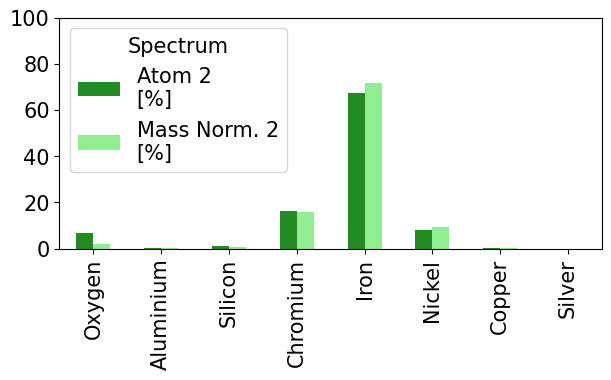 100
80
60
40
20
0
Spectrum
Atom 2
[%]
Mass Norm. 2
[%]
Oxygen
Aluminium
Silicon
Chromium
Iron
Nickel
Copper
Silver